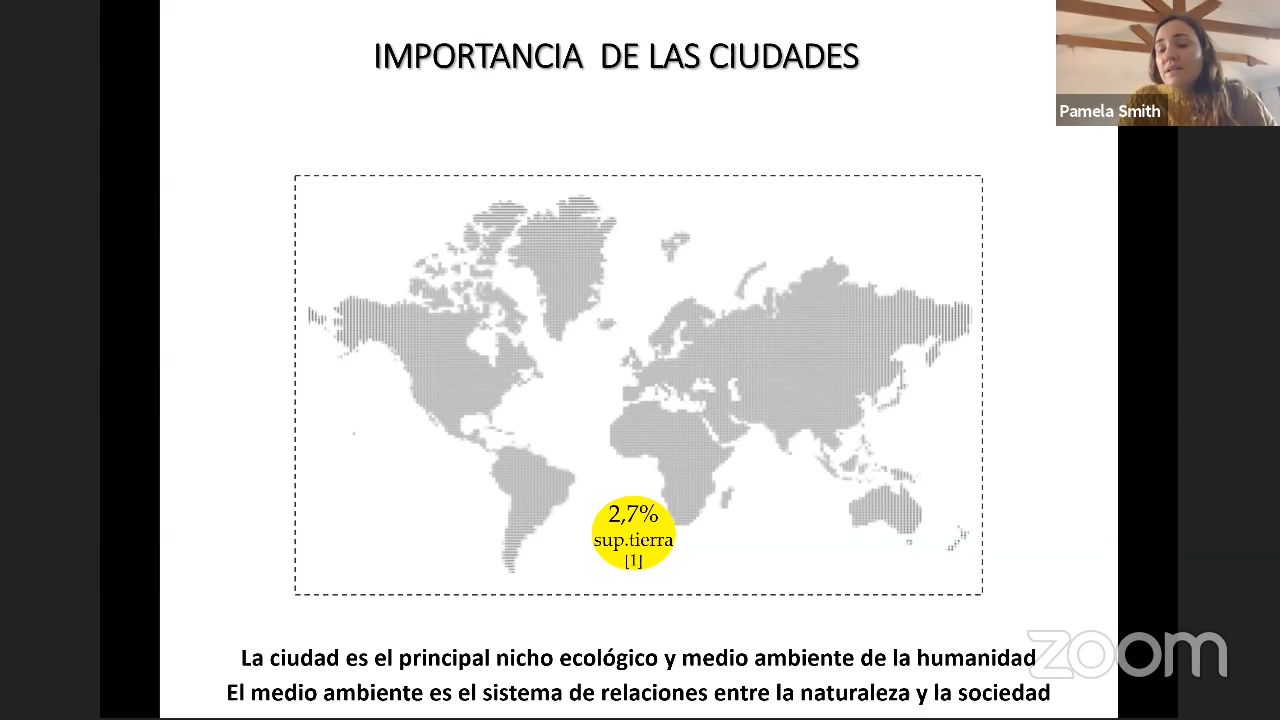 IMPORTANCIA DE LAS CIUDADES
Pamela Smith
2,7%
sup.tierra
[1]
La ciudad es el principal nicho ecológico y medio ambiente de la humanidad
El medio ambiente es el sistema de relaciones entre la naturaleza y la sociedad
zoom